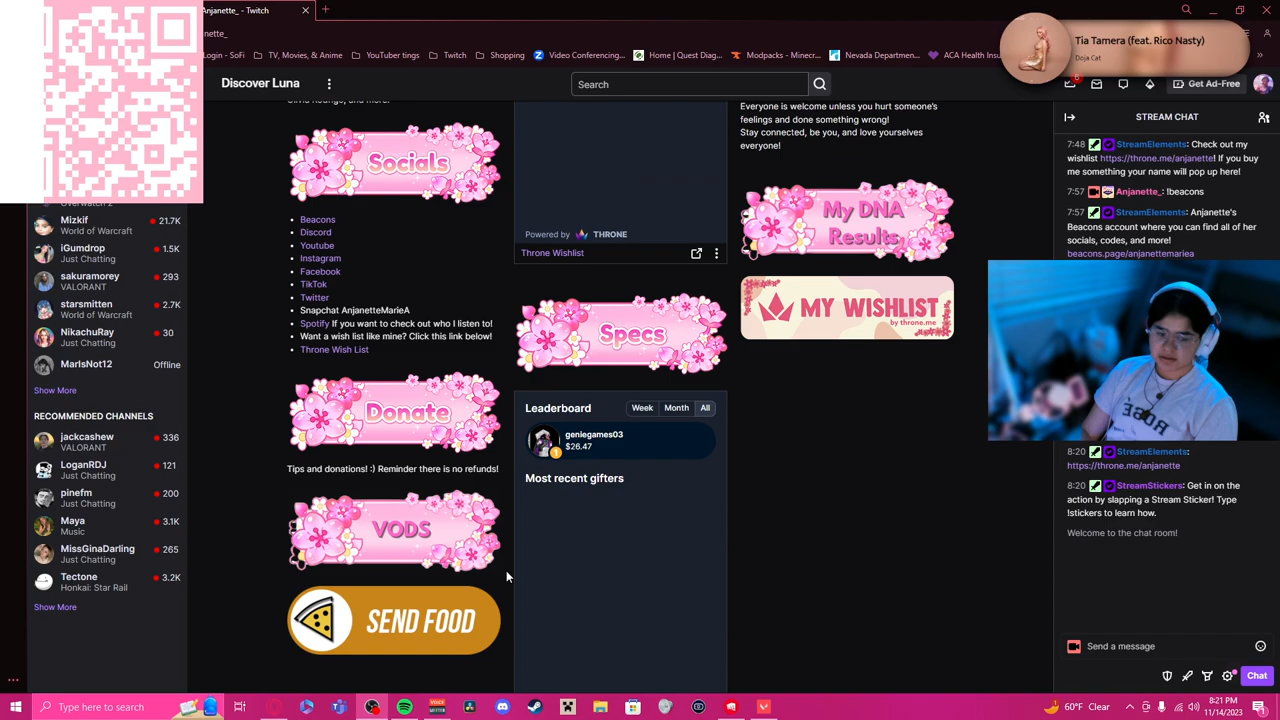 Anjanette_ - Twitch
nette_
Login - SoFi
TV, Movies, & Anime
YouTuber tings
Twitch
Shopping
Video Conferencing...
Home | Quest Diag...
Modpacks - Minecr...
Nevada Departmen...
ACA Health Ins
Tia Tamera (feat. Rico Nasty)
Doja Cat
Discover Luna
Search
Get Ad-Free
Overwatch 2
Mizkif
21.7K
World of Warcraft
iGumdrop
1.5K
Just Chatting
sakuramorey
293
VALORANT
starsmitten
2.7K
World of Warcraft
NikachuRay
30
Just Chatting
MarlsNot12
Offline
Show More
RECOMMENDED CHANNELS
jackcashew
336
VALORANT
LoganRDJ
121
Just Chatting
pinefm
200
Just Chatting
Maya
3.1K
Music
MissGinaDarling
265
Just Chatting
Tectone
3.2K
Honkai: Star Rail
Show More
Olivia Rodrigo, and more!
Socials
Beacons
Discord
Youtube
Instagram
Facebook
TikTok
Twitter
Snapchat AnjanetteMarieA
Spotify If you want to check out who I listen to!
Want a wish list like mine? Click this link below!
Throne Wish List
Donate
Tips and donations! :) Reminder there is no refunds!
VODS
SEND FOOD
Powered by THRONE
Throne Wishlist
Specs
Leaderboard
Week
Month
All
geniegames03
1
$26.47
Most recent gifters
Everyone is welcome unless you hurt someone's
feelings and done something wrong!
Stay connected, be you, and love yourselves
everyone!
My DNA
Results
MY WISHLIST
by throne.me
STREAM CHAT
7:48 StreamElements: Check out my
wishlist https://throne.me/anjanette! If you buy
me something your name will pop up here!
7:57 Anjanette_: !beacons
7:57 StreamElements: Anjanette's
Beacons account where you can find all of her
socials, codes, and more!
beacons.page/anjanettemariea
8:20 StreamElements:
https://throne.me/anjanette
8:20 StreamStickers: Get in on the
action by slapping a Stream Sticker! Type
!stickers to learn how.
Welcome to the chat room!
Send a message
Chat
Type here to search
60°F Clear
8:21 PM
11/14/2023